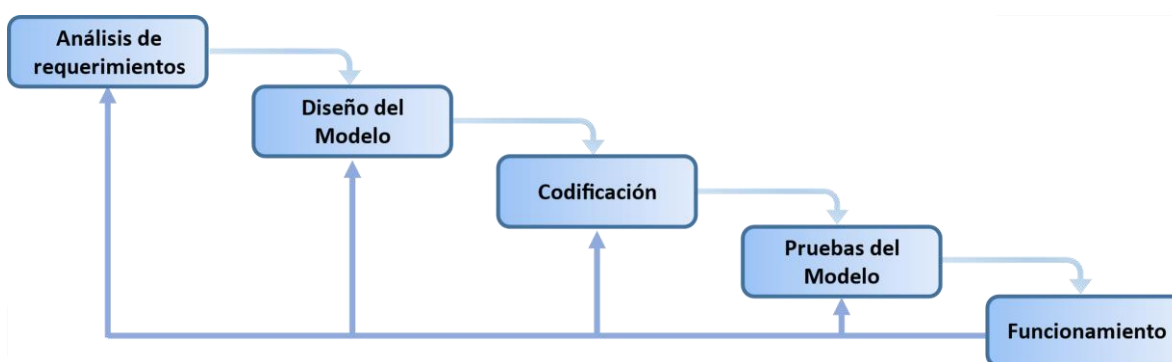 Análisis de
requerimientos
Diseño del
Modelo
Codificación
Pruebas del
Modelo
Funcionamiento